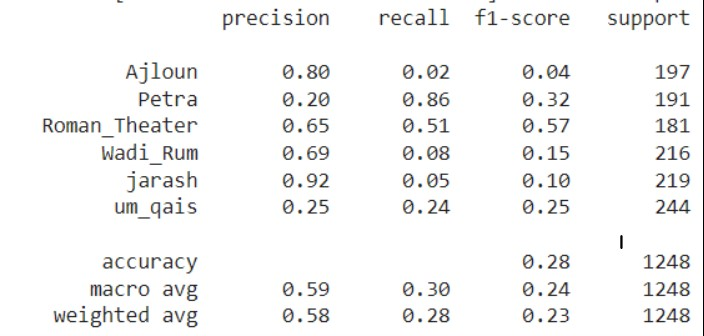 precision recall f1-score support
Ajloun 0.80 0.02 0.04 197
Petra 0.20 0.86 0.32 191
Roman_Theater 0.65 0.51 0.57 181
Wadi_Rum 0.69 0.08 0.15 216
jarash 0.92 0.05 0.10 219
um_qais 0.25 0.24 0.25 244
accuracy 0.28 1248
macro avg 0.59 0.30 0.24 1248
weighted avg 0.58 0.28 0.23 1248